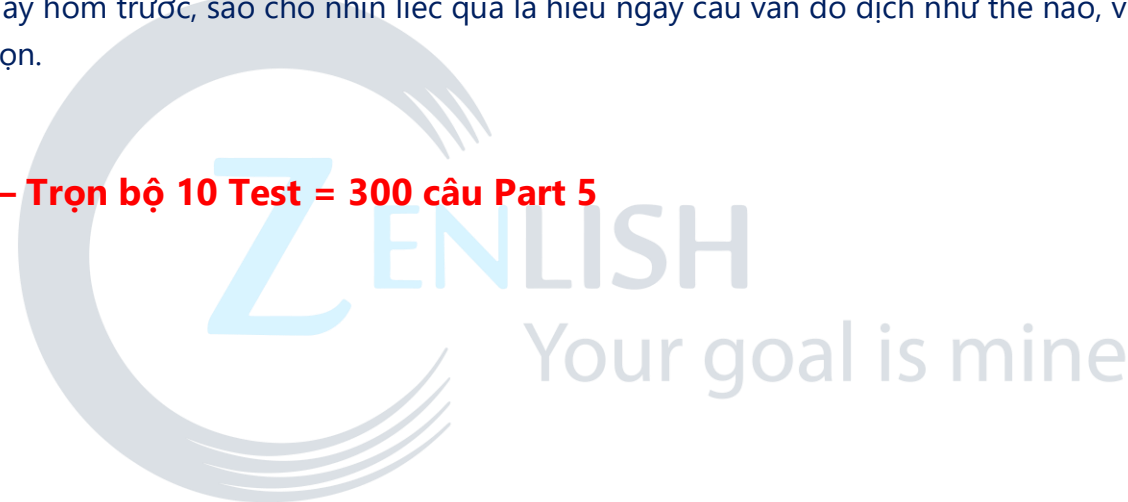 ay hôm trước, sao cho nhìn liếc qua là hiểu ngay câu văn đó dịch như thế nào, v
ọn.
– Trọn bộ 10 Test = 300 câu Part 5
ZENLISH
Your goal is mine